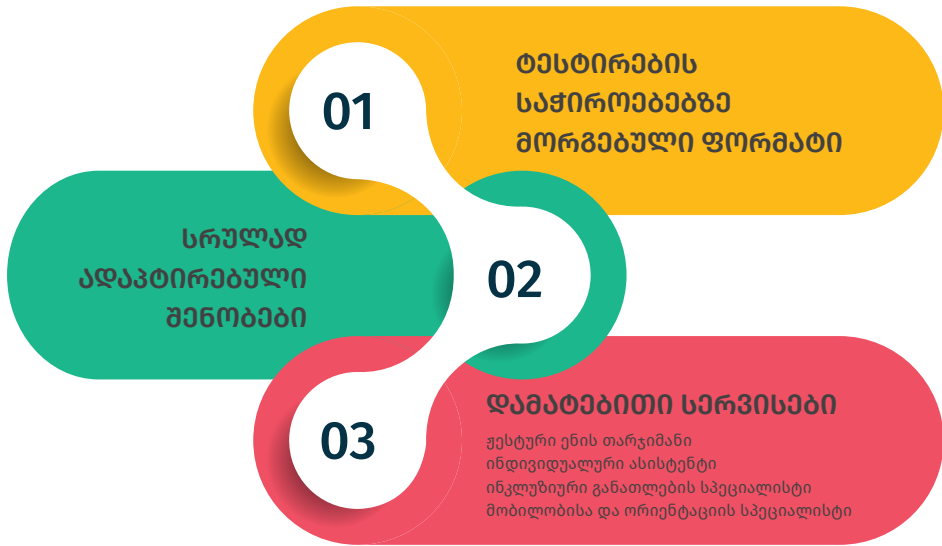 01
ტესტირების
საჭიროებებზე
მორგებული ფორმატი
სრულად
ადაპტირებული
შენობები
02
03
დამატებითი სერვისები
ჟესტური ენის თარჯიმანი
ინდივიდუალური ასისტენტი
ინკლუზიური განათლების სპეციალისტი
მობილობისა და ორიენტაციის სპეციალისტი